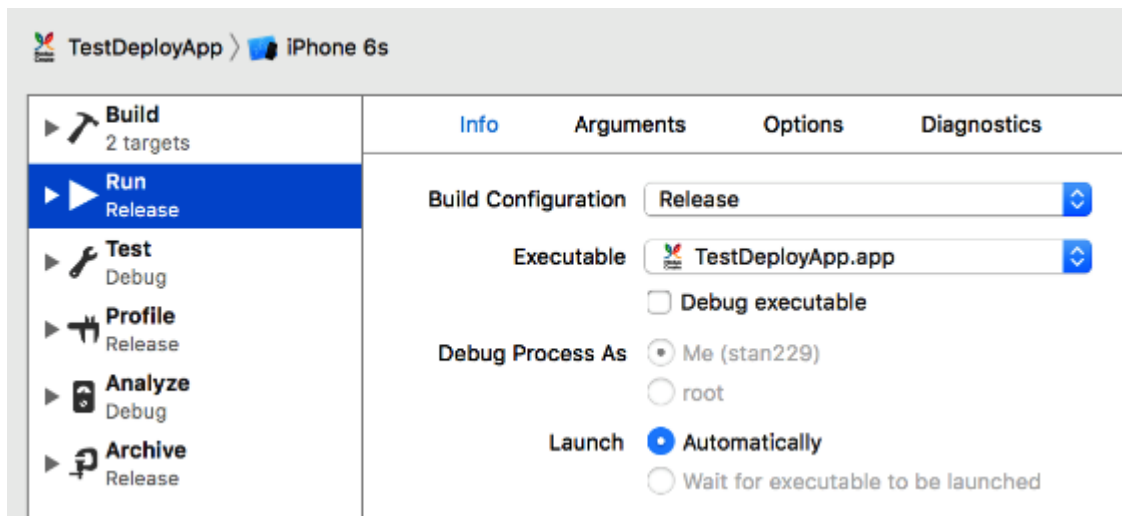 TestDeployApp 〉 iPhone 6s
Build
2 targets
Run
Release
Test
Debug
Profile
Release
Analyze
Debug
Archive
Release
Info Arguments Options Diagnostics
Build Configuration Release
Executable TestDeployApp.app
Debug executable
Debug Process As Me (stan229)
root
Launch Automatically
Wait for executable to be launched